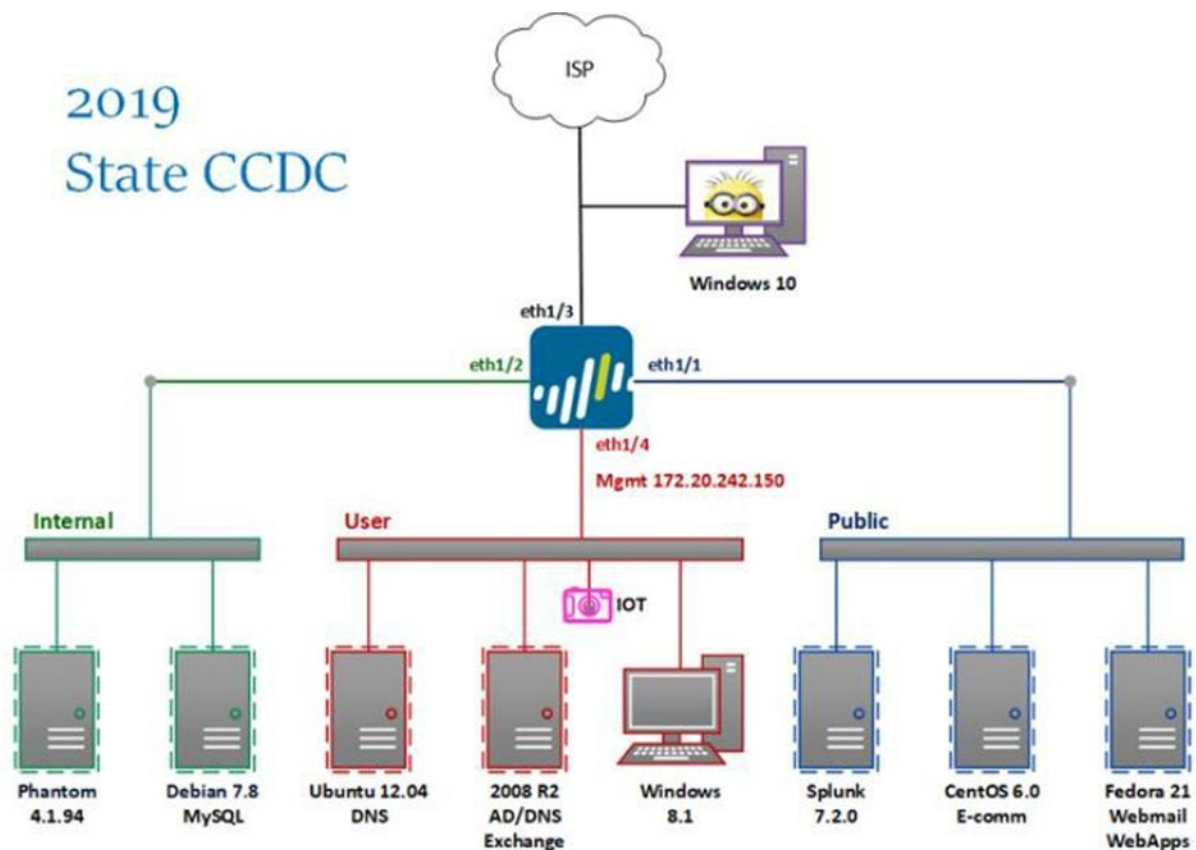 2019
State CCDC
ISP
Windows 10
eth1/3
eth1/2
eth1/1
eth1/4
Mgmt 172.20.242.150
Internal
User
Public
IOT
Phantom
4.1.94
Debian 7.8
MySQL
Ubuntu 12.04
DNS
2008 R2
AD/DNS
Exchange
Windows
8.1
Splunk
7.2.0
CentOS 6.0
E-comm
Fedora 21
Webmail
WebApps